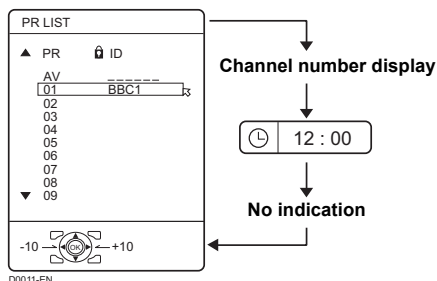 PR LIST
PR ID
AV _ _ _ _ _ _
01 BBC1
02
03
04
05
06
07
08
09
-10 OK +10
D0011-EN
Channel number display
12 : 00
No indication